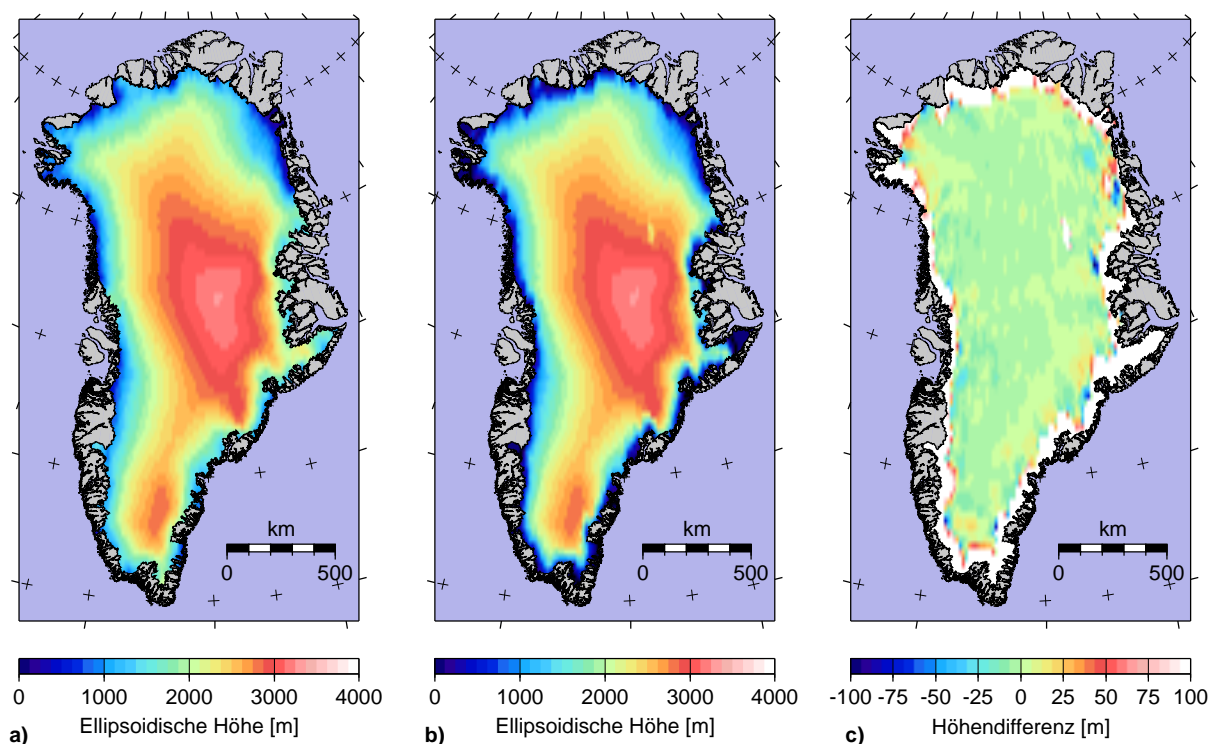 km
0 500
0 1000 2000 3000 4000
a) Ellipsoidische Höhe [m]
km
0 500
0 1000 2000 3000 4000
b) Ellipsoidische Höhe [m]
km
0 500
-100 -75 -50 -25 0 25 50 75 100
c) Höhendifferenz [m]